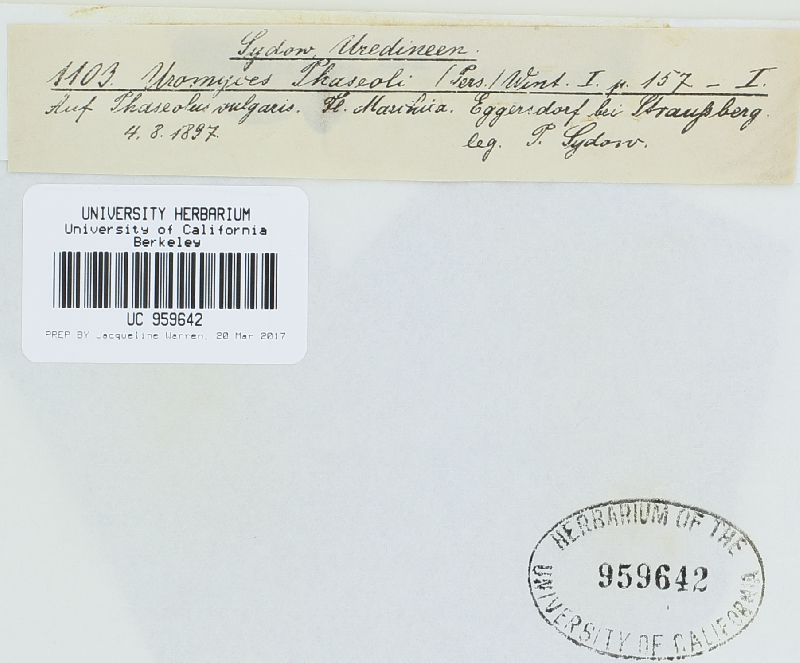 Sydow, Uredineen.
1103. Uromyces Phaseoli (Pers.) Wint. I. p. 157 – I.
Auf Phaseolus vulgaris. Fl. Marchica. Eggersdorf bei Straußberg.
4. 8. 1897.
leg. P. Sydow.
UNIVERSITY HERBARIUM
University of California
Berkeley
UC 959642
PREP BY Jacqueline Warren, 20 Mar 2017
HERBARIUM OF THE
959642
UNIVERSITY OF CALIFORNIA